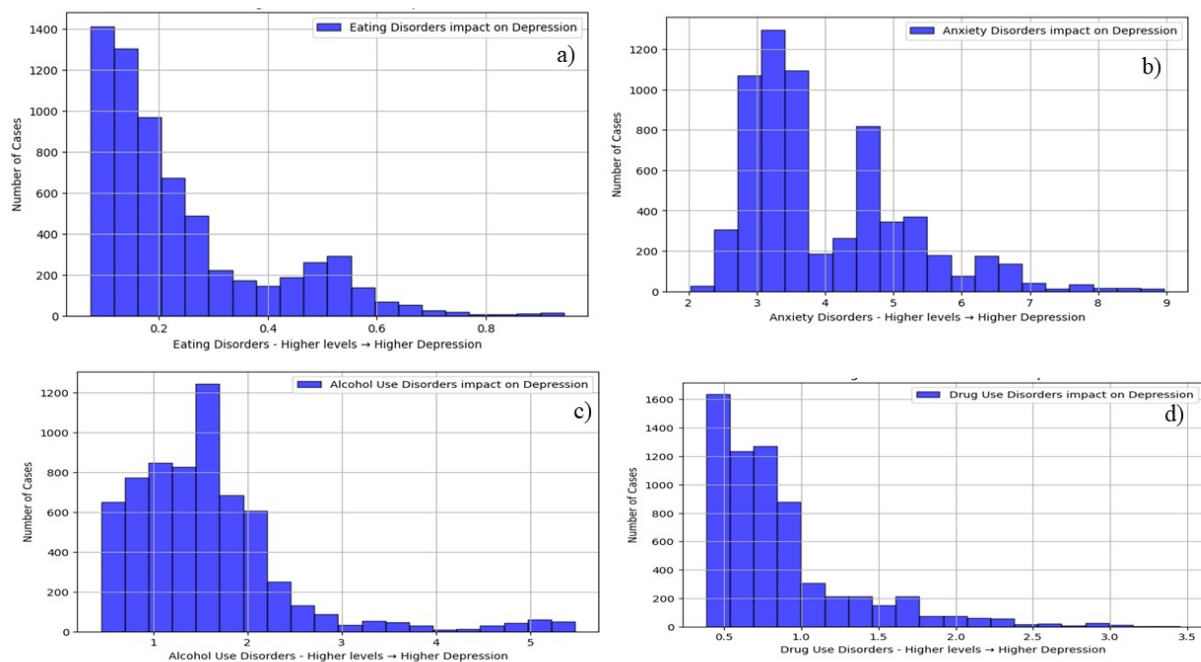 Eating Disorders impact on Depression
a)
1400
1200
1000
800
600
400
200
0
Number of Cases
0.2 0.4 0.6 0.8
Eating Disorders - Higher levels → Higher Depression
Anxiety Disorders impact on Depression
b)
1200
1000
800
600
400
200
0
Number of Cases
2 3 4 5 6 7 8 9
Anxiety Disorders - Higher levels → Higher Depression
Alcohol Use Disorders impact on Depression
c)
1200
1000
800
600
400
200
0
Number of Cases
1 2 3 4 5
Alcohol Use Disorders - Higher levels → Higher Depression
Drug Use Disorders impact on Depression
d)
1600
1400
1200
1000
800
600
400
200
0
Number of Cases
0.5 1.0 1.5 2.0 2.5 3.0 3.5
Drug Use Disorders - Higher levels → Higher Depression